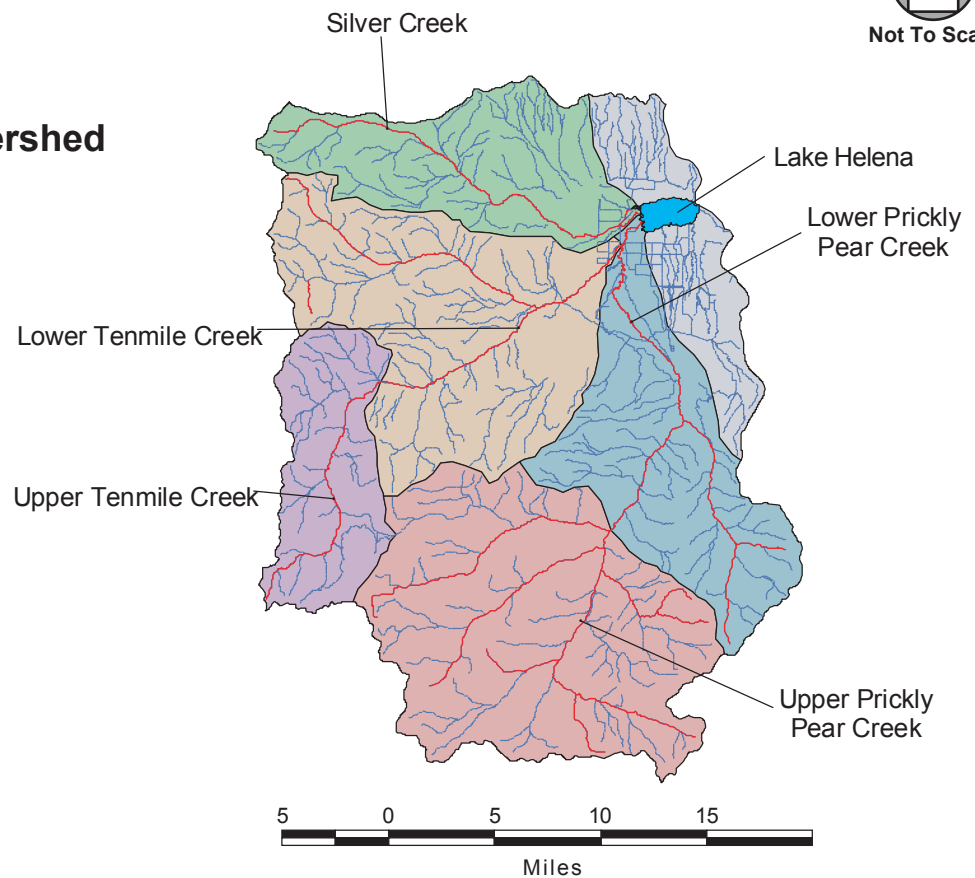 Silver Creek
Not To Sca
ershed
Lake Helena
Lower Prickly
Pear Creek
Lower Tenmile Creek
Upper Tenmile Creek
Upper Prickly
Pear Creek
5 0 5 10 15
Miles